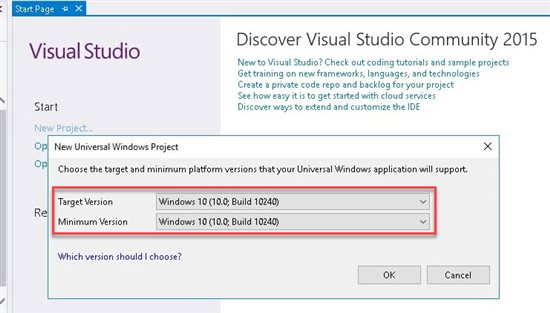 Start Page
Visual Studio
Discover Visual Studio Community 2015
New to Visual Studio? Check out coding tutorials and sample projects
Get training on new frameworks, languages, and technologies
Create a private code repo and backlog for your project
See how easy it is to get started with cloud services
Discover ways to extend and customize the IDE
Start
New Project...
Op
Op
Re
New Universal Windows Project
Choose the target and minimum platform versions that your Universal Windows application will support.
Target Version Windows 10 (10.0; Build 10240)
Minimum Version Windows 10 (10.0; Build 10240)
Which version should I choose?
OK Cancel